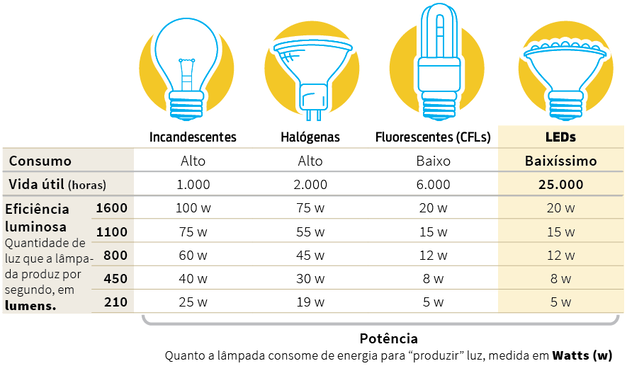 Incandescentes Halógenas Fluorescentes (CFLs) LEDs
Consumo Alto Alto Baixo Baixíssimo
Vida útil (horas) 1.000 2.000 6.000 25.000
Eficiência luminosa
Quantidade de
luz que a lâmpa-
da produz por
segundo, em
lumens.
1600 100 w 75 w 20 w 20 w
1100 75 w 55 w 15 w 15 w
800 60 w 45 w 12 w 12 w
450 40 w 30 w 8 w 8 w
210 25 w 19 w 5 w 5 w
Potência
Quanto a lâmpada consome de energia para “produzir” luz, medida em Watts (w)